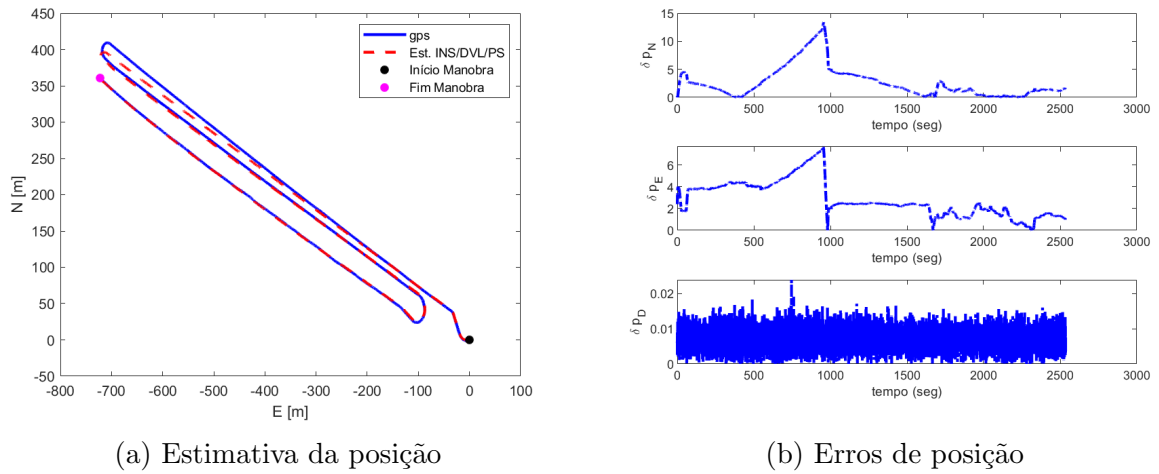 450
400
350
300
250
200
150
100
50
0
-50
N [m]
-800 -700 -600 -500 -400 -300 -200 -100 0 100
E [m]
gps
Est. INS/DVL/PS
Início Manobra
Fim Manobra
(a) Estimativa da posição
15
10
5
0
δ p_N
0 500 1000 1500 2000 2500 3000
tempo (seg)
6
4
2
0
δ p_E
0 500 1000 1500 2000 2500 3000
tempo (seg)
0.02
0.01
0
δ p_D
0 500 1000 1500 2000 2500 3000
tempo (seg)
(b) Erros de posição